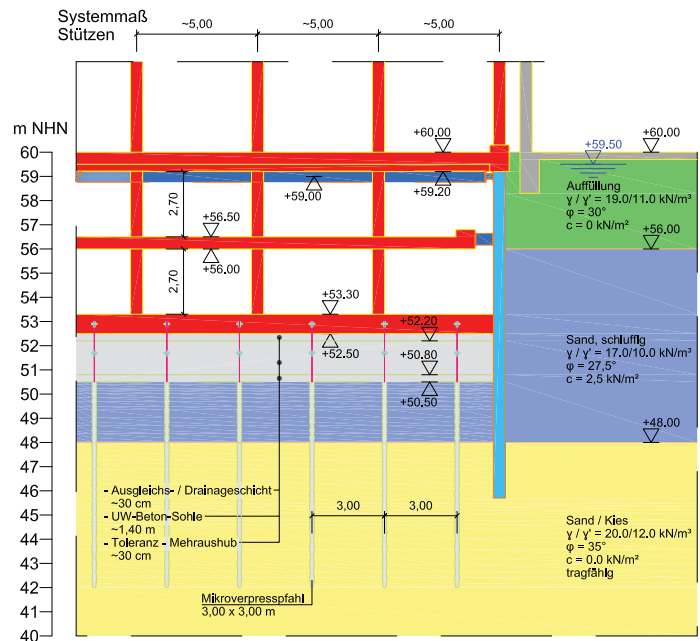 Systemmaß
Stützen
~5,00
~5,00
~5,00
m NHN
60
59
58
57
56
55
54
53
52
51
50
49
48
47
46
45
44
43
42
41
40
+60.00
+59.50
+60.00
+59.00
+59.20
2,70
+56.50
+56.00
2,70
+53.30
+52.20
+52.50
+50.80
+50.50
Auffüllung
γ / γ' = 19.0/11.0 kN/m³
φ = 30°
c = 0 kN/m²
+56.00
Sand, schluffig
γ / γ' = 17.0/10.0 kN/m³
φ = 27,5°
c = 2,5 kN/m²
+48.00
- Ausgleichs- / Drainageschicht
~30 cm
- UW-Beton-Sohle
~1,40 m
- Toleranz - Mehraushub
~30 cm
3,00
3,00
Sand / Kies
γ / γ' = 20.0/12.0 kN/m³
φ = 35°
c = 0.0 kN/m²
tragfähig
Mikroverpresspfahl
3,00 x 3,00 m